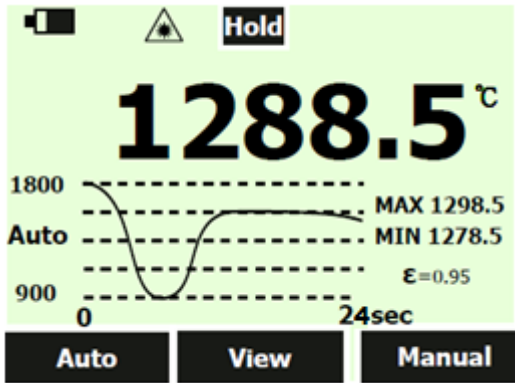 Hold
1288.5 ℃
1800
MAX 1298.5
Auto
MIN 1278.5
ε=0.95
900
0
24sec
Auto
View
Manual